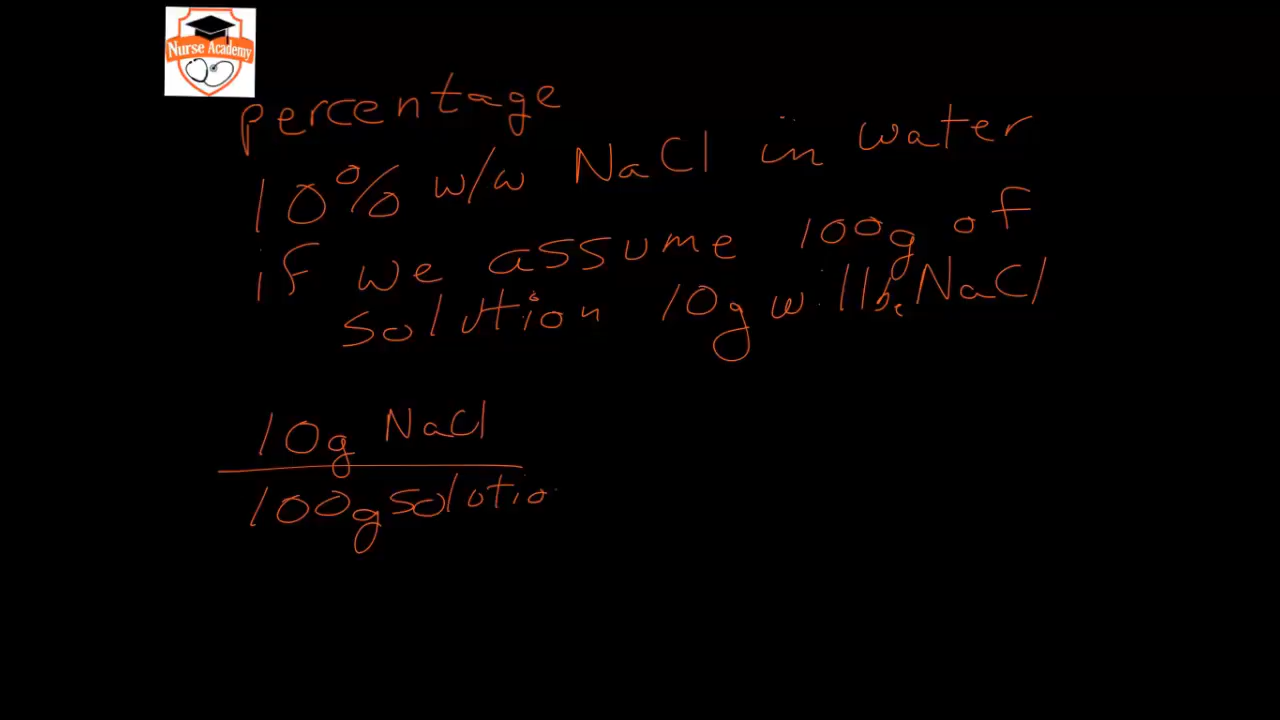 Nurse Academy
percentage
10% w/w NaCl in water
if we assume 100g of
solution 10g will be NaCl
10g NaCl
100g solutio